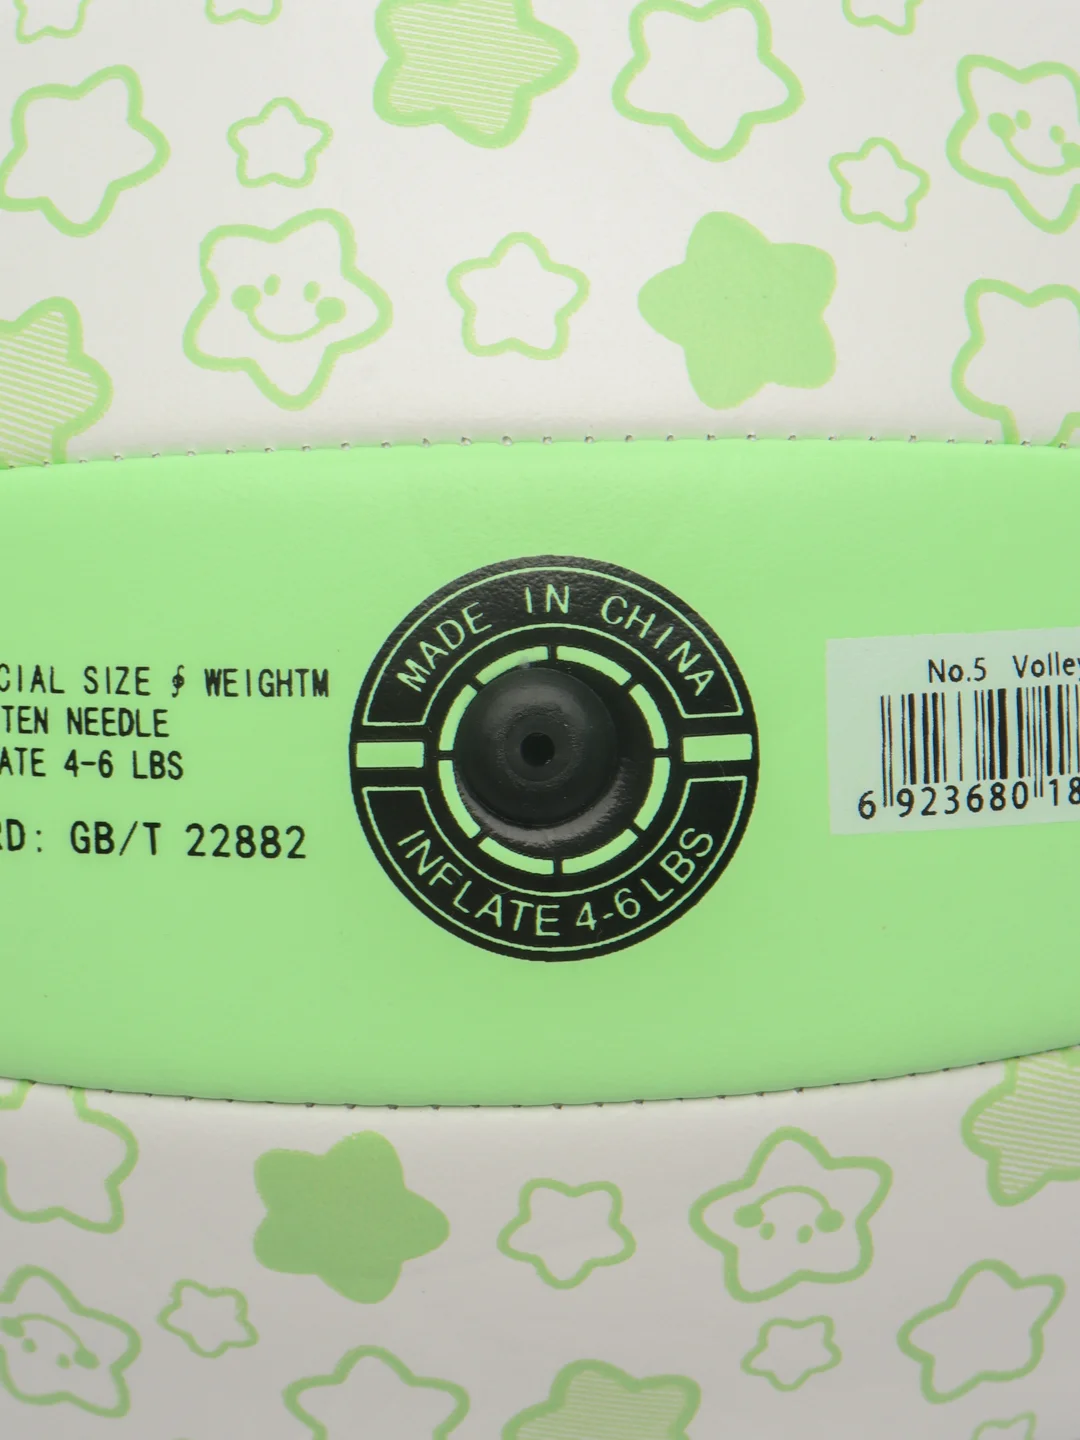 CIAL SIZE & WEIGHTM
TEN NEEDLE
ATE 4-6 LBS
RD: GB/T 22882
MADE IN CHINA
INFLATE 4-6 LBS
No.5 Volley
6 923680 18